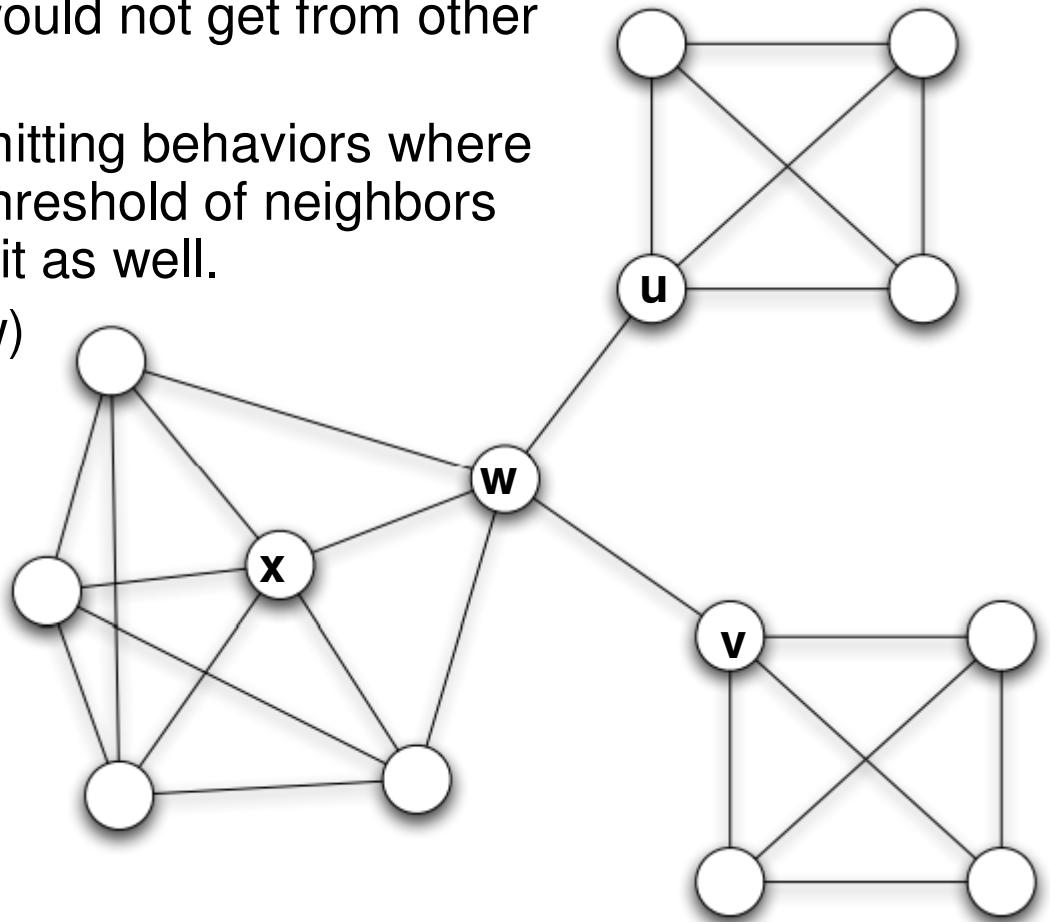 ould not get from other
nitting behaviors where
hreshold of neighbors
it as well.
)
u
w
x
v